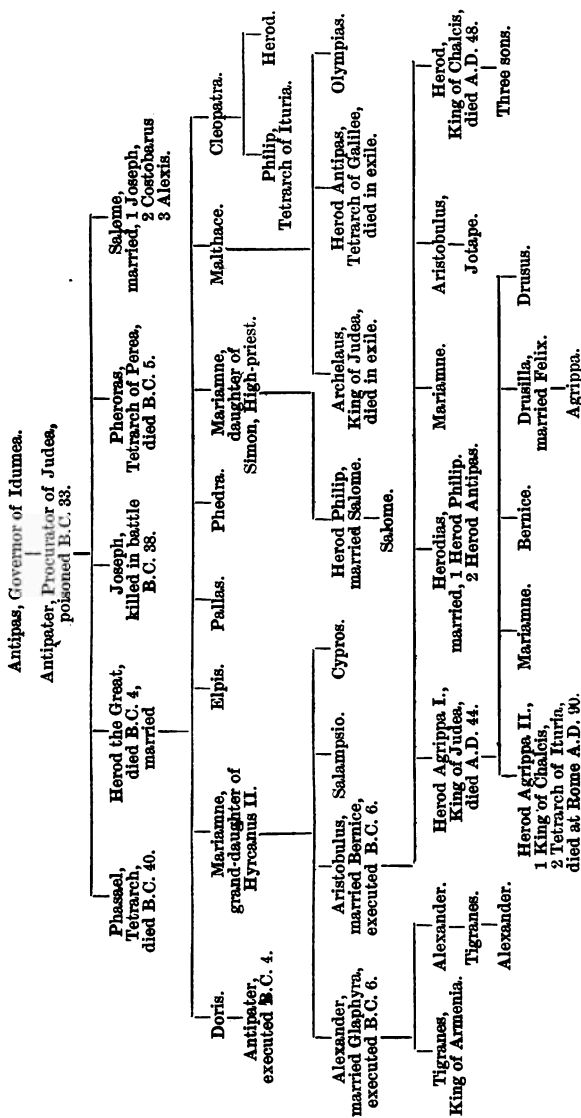 Antipas, Governor of Idumea.
Antipater, Procurator of Judea,
poisoned B.C. 33.
Phasael,
Tetrarch,
died B.C. 40.
Herod the Great,
died B.C. 4,
married
Joseph,
killed in battle
B.C. 38.
Pheroras,
Tetrarch of Perea,
died B.C. 5.
Salome,
married, 1 Joseph,
2 Costobarus
3 Alexis.
Doris.
Antipater,
executed B.C. 4.
Mariamne,
grand-daughter of
Hyrcanus II.
Elpis.
Pallas.
Phedra.
Mariamne,
daughter of
Simon, High-priest.
Malthace.
Cleopatra.
Philip,
Tetrarch of Ituria.
Herod.
Alexander,
married Glaphyra,
executed B.C. 6.
Aristobulus,
married Bernice,
executed B.C. 6.
Salampsio.
Cypros.
Herod Philip,
married Salome.
Salome.
Archelaus,
King of Judea,
died in exile.
Herod Antipas,
Tetrarch of Galilee,
died in exile.
Olympias.
Tigranes,
King of Armenia.
Alexander.
Tigranes.
Alexander.
Herod Agrippa I.,
King of Judea,
died A.D. 44.
Herodias,
married, 1 Herod Philip.
2 Herod Antipas.
Mariamne.
Aristobulus,
Jotape.
Herod,
King of Chalcis,
died A.D. 48.
Three sons.
Herod Agrippa II.,
1 King of Chalcis,
2 Tetrarch of Ituria,
died at Rome A.D. 90.
Mariamne.
Bernice.
Drusilla,
married Felix.
Agrippa.
Drusus.